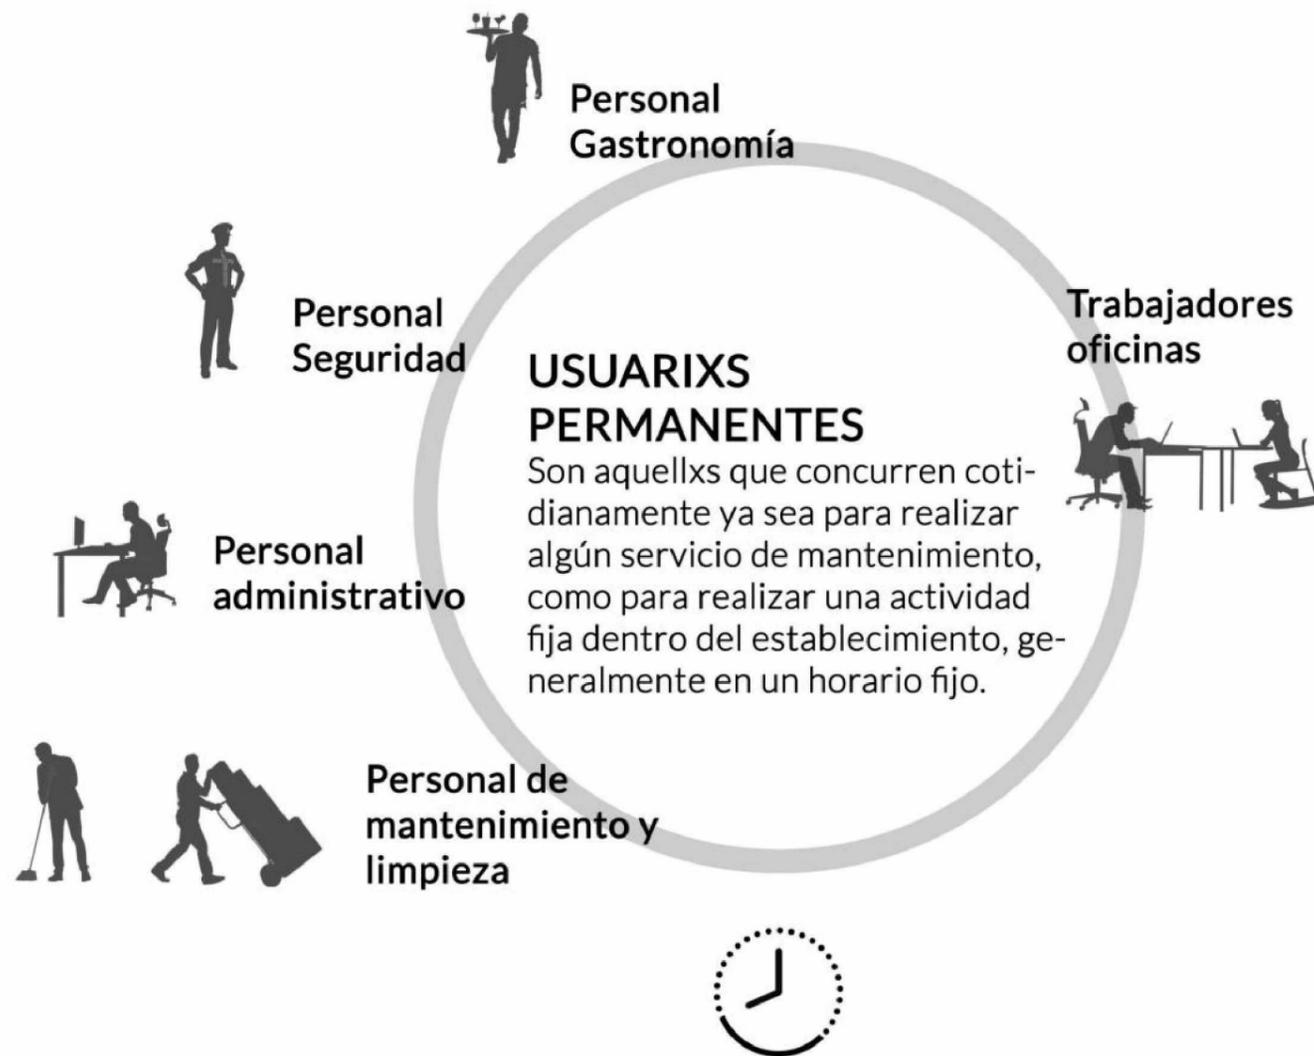 Personal
Gastronomía
Personal
Seguridad
Trabajadores
oficinas
USUARIXS
PERMANENTES
Son aquellxs que concurren coti-
dianamente ya sea para realizar
algún servicio de mantenimiento,
como para realizar una actividad
fija dentro del establecimiento, ge-
neralmente en un horario fijo.
Personal
administrativo
Personal de
mantenimiento y
limpieza